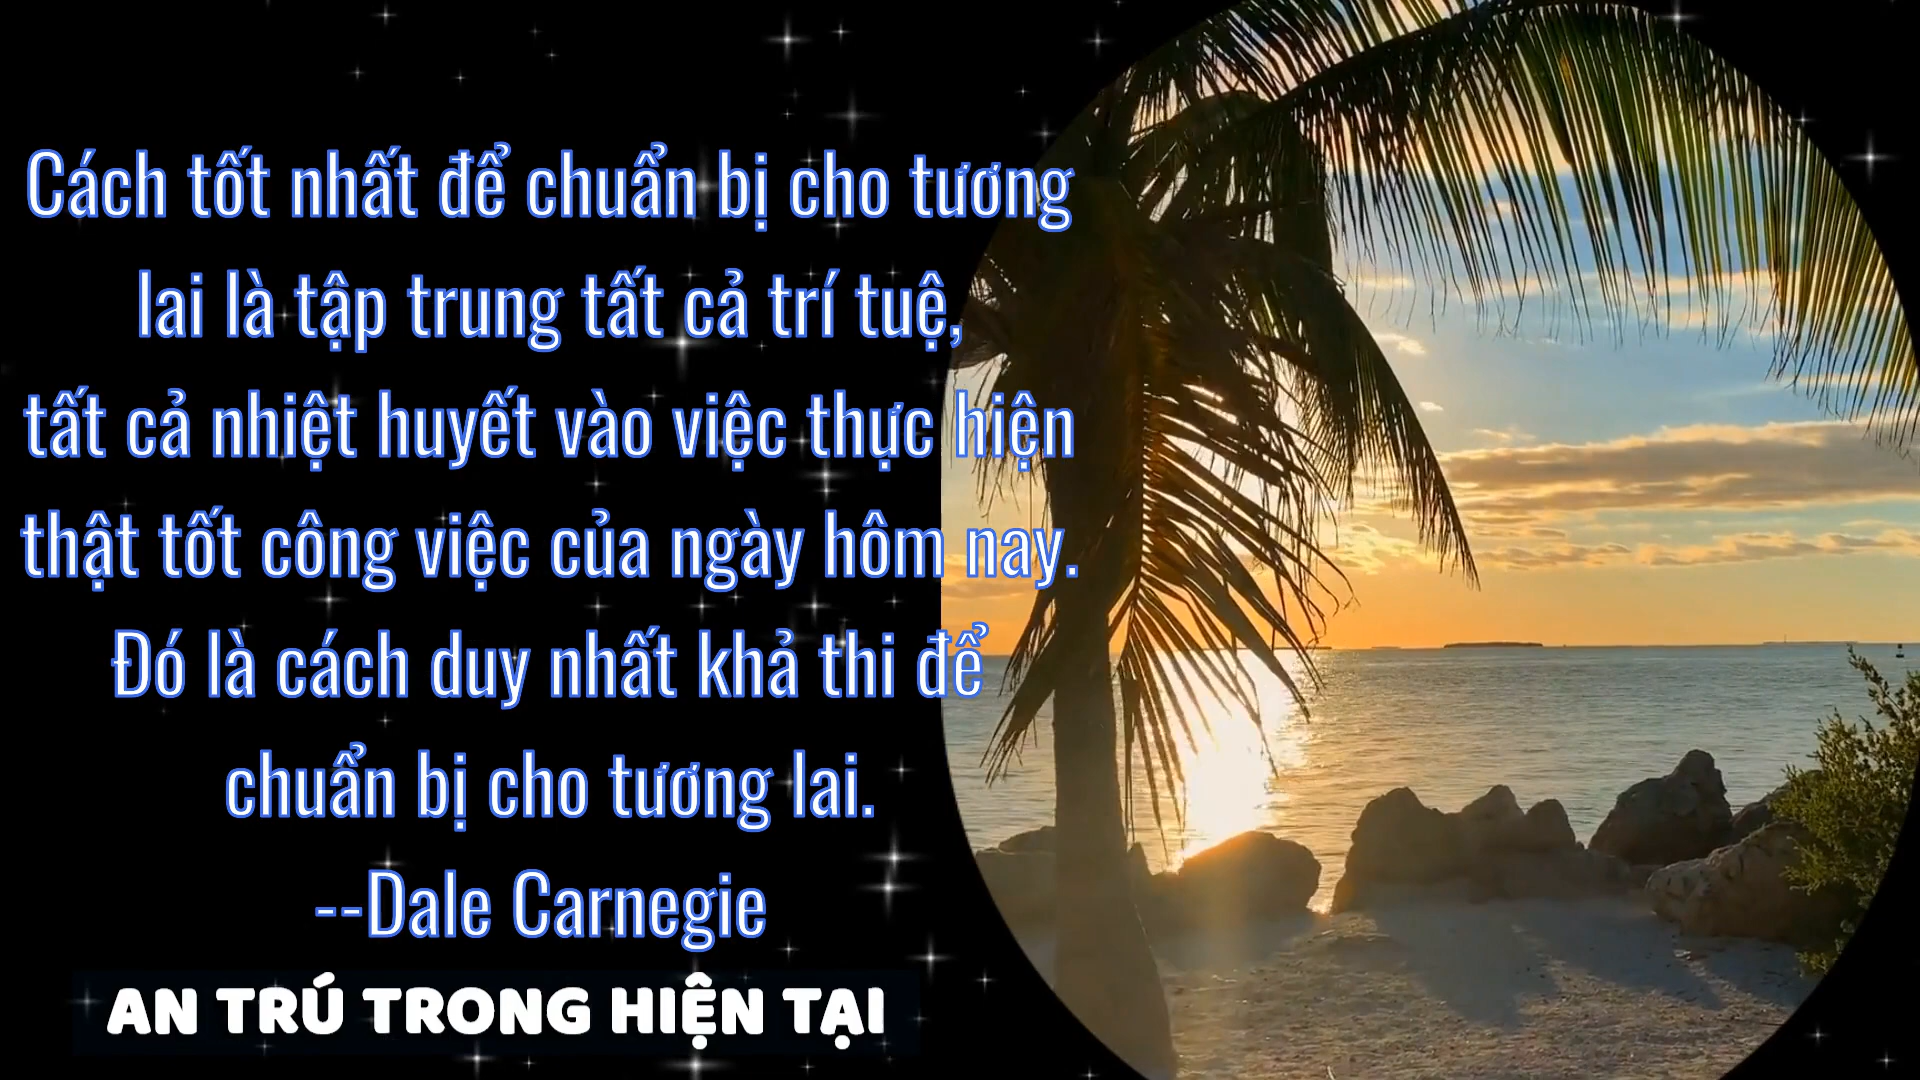 Cách tốt nhất để chuẩn bị cho tương
lai là tập trung tất cả trí tuệ,
tất cả nhiệt huyết vào việc thực hiện
thật tốt công việc của ngày hôm nay.
Đó là cách duy nhất khả thi để
chuẩn bị cho tương lai.
--Dale Carnegie
AN TRÚ TRONG HIỆN TẠI